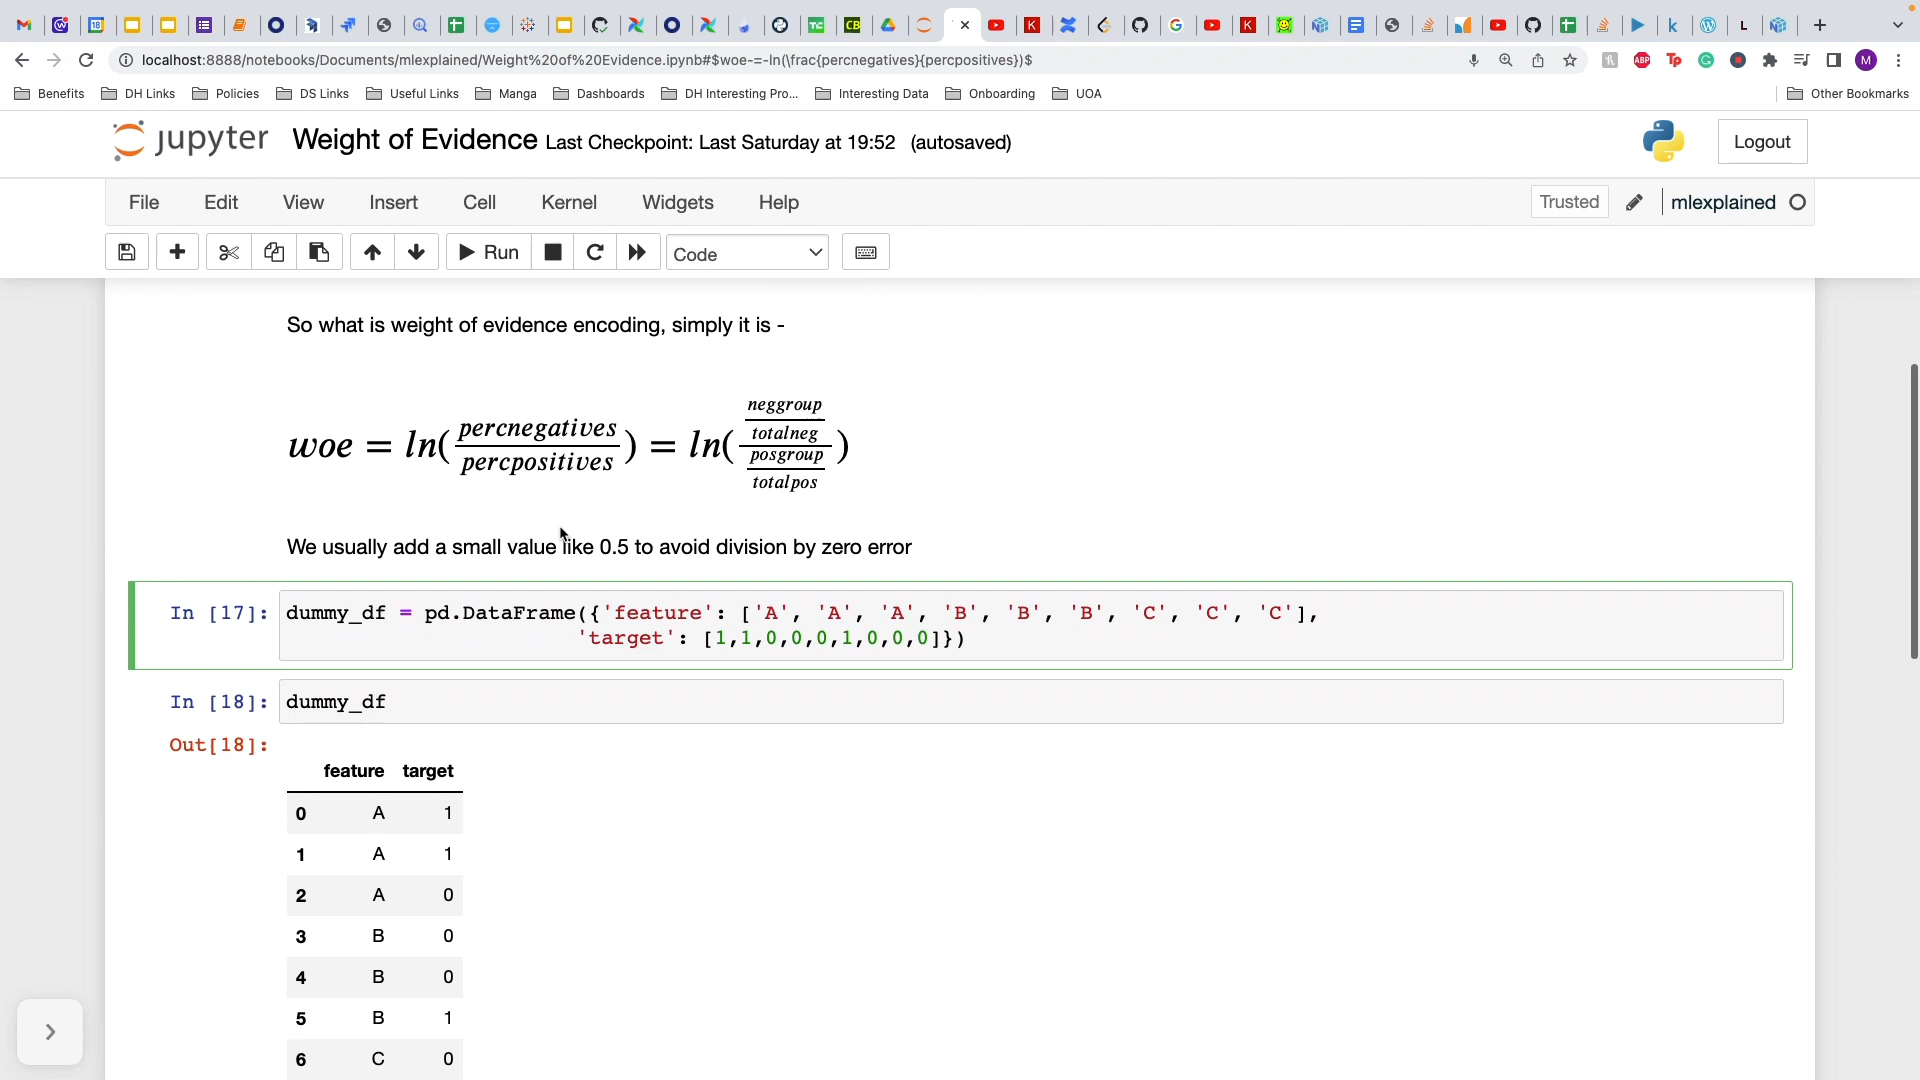 localhost:8888/notebooks/Documents/mlexplained/Weight%20of%20Evidence.ipynb#$woe-=-ln(\frac{percnegatives}{percpositives})$
Benefits DH Links Policies DS Links Useful Links Manga Dashboards DH Interesting Pro... Interesting Data Onboarding UOA Other Bookmarks
jupyter Weight of Evidence Last Checkpoint: Last Saturday at 19:52 (autosaved) Logout
File Edit View Insert Cell Kernel Widgets Help Trusted mlexplained
Run Code
So what is weight of evidence encoding, simply it is -
woe = ln(percnegatives/percpositives) = ln((neggroup/totalneg)/(posgroup/totalpos))
We usually add a small value like 0.5 to avoid division by zero error
In [17]: dummy_df = pd.DataFrame({'feature': ['A', 'A', 'A', 'B', 'B', 'B', 'C', 'C', 'C'],
'target': [1,1,0,0,0,1,0,0,0]})
In [18]: dummy_df
Out[18]:
feature target
0 A 1
1 A 1
2 A 0
3 B 0
4 B 0
5 B 1
6 C 0